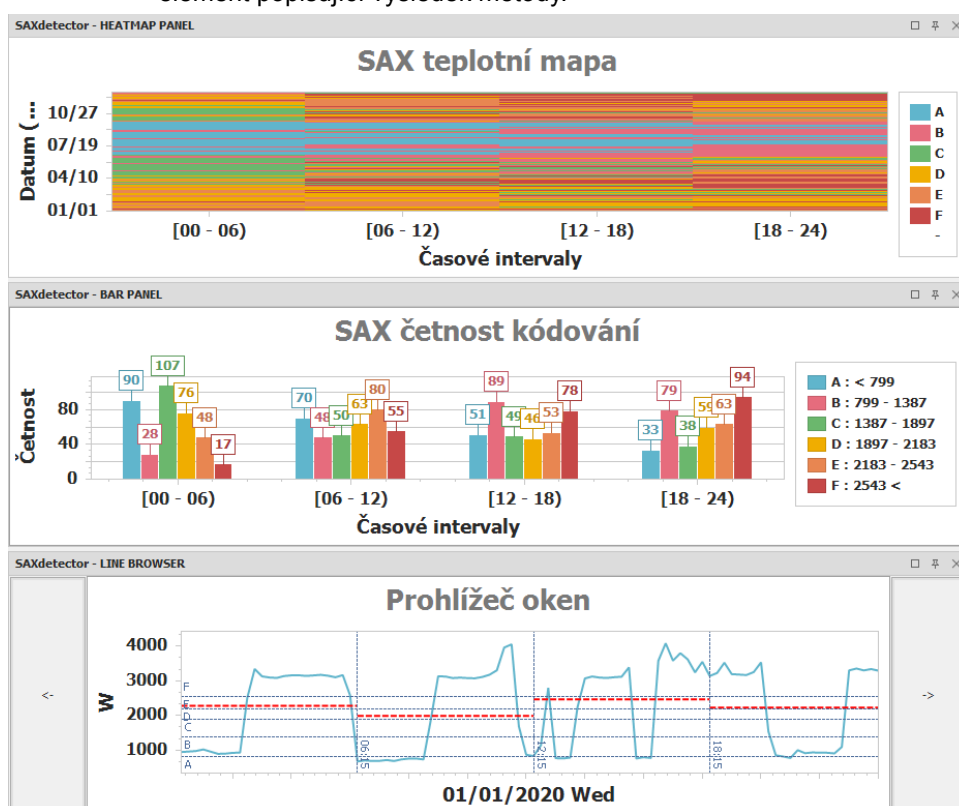 element popisující výsledek metody.
SAXdetector - HEATMAP PANEL
SAX teplotní mapa
Datum (...
10/27
07/19
04/10
01/01
[00 - 06) [06 - 12) [12 - 18) [18 - 24)
Časové intervaly
A
B
C
D
E
F
-
SAXdetector - BAR PANEL
SAX četnost kódování
Četnost
80
40
0
90 28 107 76 48 17
70 48 50 63 80 55
51 89 49 46 53 78
33 79 38 59 63 94
[00 - 06) [06 - 12) [12 - 18) [18 - 24)
Časové intervaly
A : < 799
B : 799 - 1387
C : 1387 - 1897
D : 1897 - 2183
E : 2183 - 2543
F : 2543 <
SAXdetector - LINE BROWSER
<-
Prohlížeč oken
W
4000
3000
2000
1000
F
E
D
C
B
A
06:15
12:15
18:15
01/01/2020 Wed
->